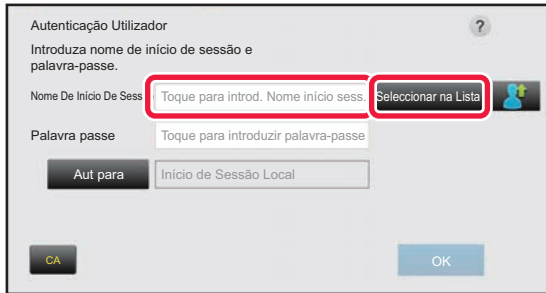 Autenticação Utilizador
?
Introduza nome de início de sessão e
palavra-passe.
Nome De Início De Sess
Toque para introd. Nome início sess.
Seleccionar na Lista
Palavra passe
Toque para introduzir palavra-passe
Aut para
Início de Sessão Local
CA
OK